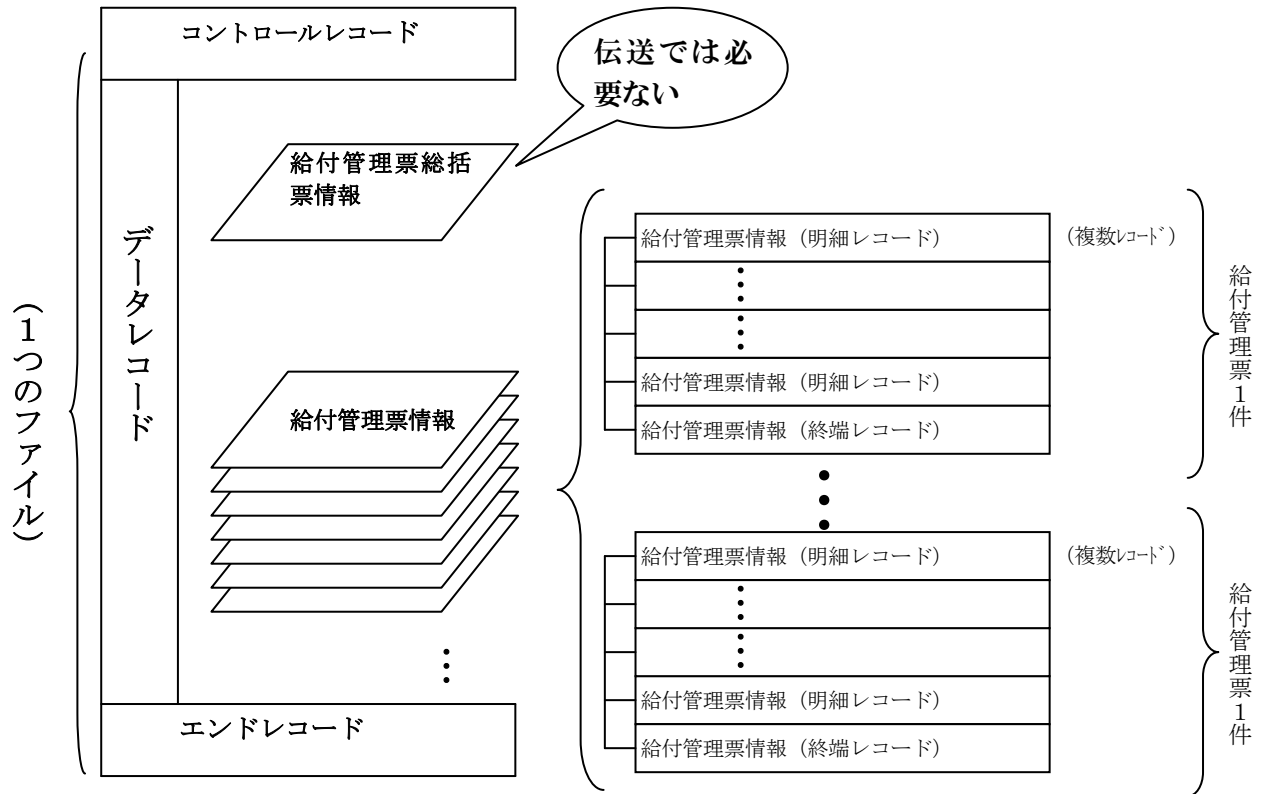 コントロールレコード
伝送では必
要ない
給付管理票総括
票情報
データレコード
（１つのファイル）
給付管理票情報
エンドレコード
給付管理票情報（明細レコード）
（複数ﾚｺｰﾄﾞ）
給付管理票情報（明細レコード）
給付管理票情報（終端レコード）
給付管理票１件
給付管理票情報（明細レコード）
（複数ﾚｺｰﾄﾞ）
給付管理票情報（明細レコード）
給付管理票情報（終端レコード）
給付管理票１件